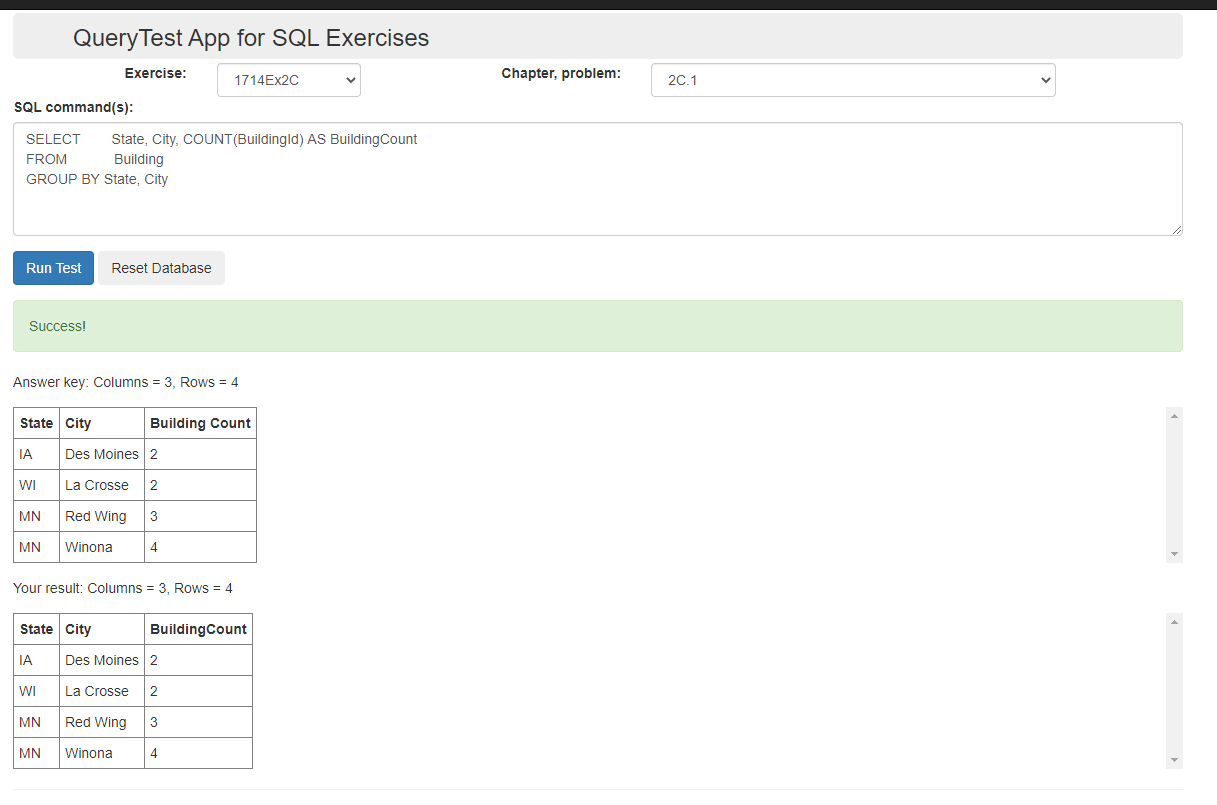 QueryTest App for SQL Exercises
Exercise: 1714Ex2C Chapter, problem: 2C.1
SQL command(s):
SELECT State, City, COUNT(BuildingId) AS BuildingCount
FROM Building
GROUP BY State, City
Run Test Reset Database
Success!
Answer key: Columns = 3, Rows = 4
State City Building Count
IA Des Moines 2
WI La Crosse 2
MN Red Wing 3
MN Winona 4
Your result: Columns = 3, Rows = 4
State City BuildingCount
IA Des Moines 2
WI La Crosse 2
MN Red Wing 3
MN Winona 4